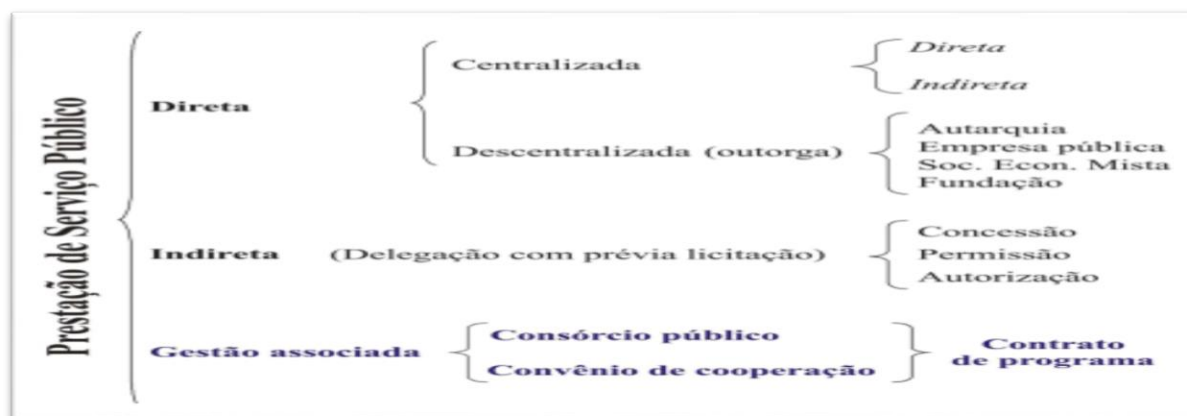 Prestação de Serviço Público
Direta
Centralizada
Direta
Indireta
Descentralizada (outorga)
Autarquia
Empresa pública
Soc. Econ. Mista
Fundação
Indireta (Delegação com prévia licitação)
Concessão
Permissão
Autorização
Gestão associada
Consórcio público
Convênio de cooperação
Contrato
de programa